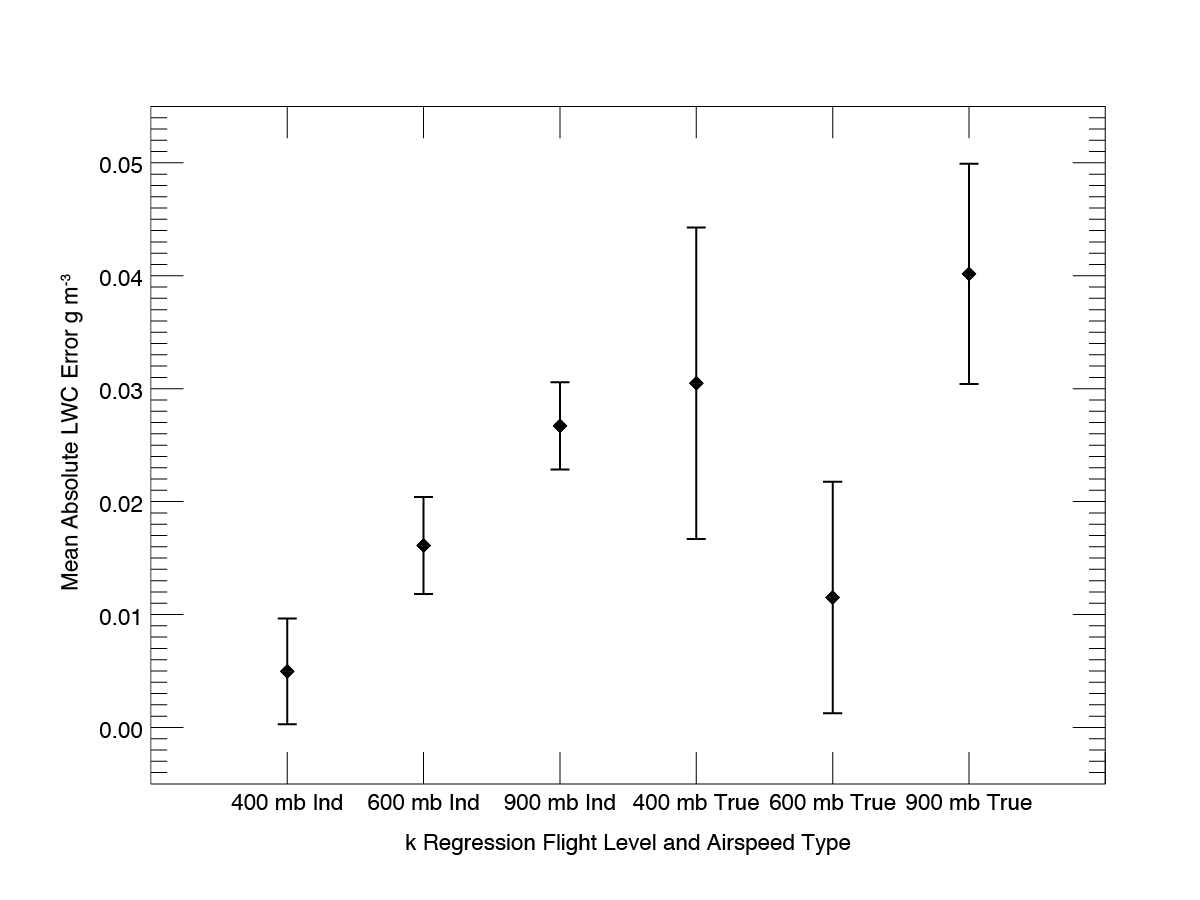 0.05
0.04
0.03
0.02
0.01
0.00
Mean Absolute LWC Error g m⁻³
400 mb Ind 600 mb Ind 900 mb Ind 400 mb True 600 mb True 900 mb True
k Regression Flight Level and Airspeed Type